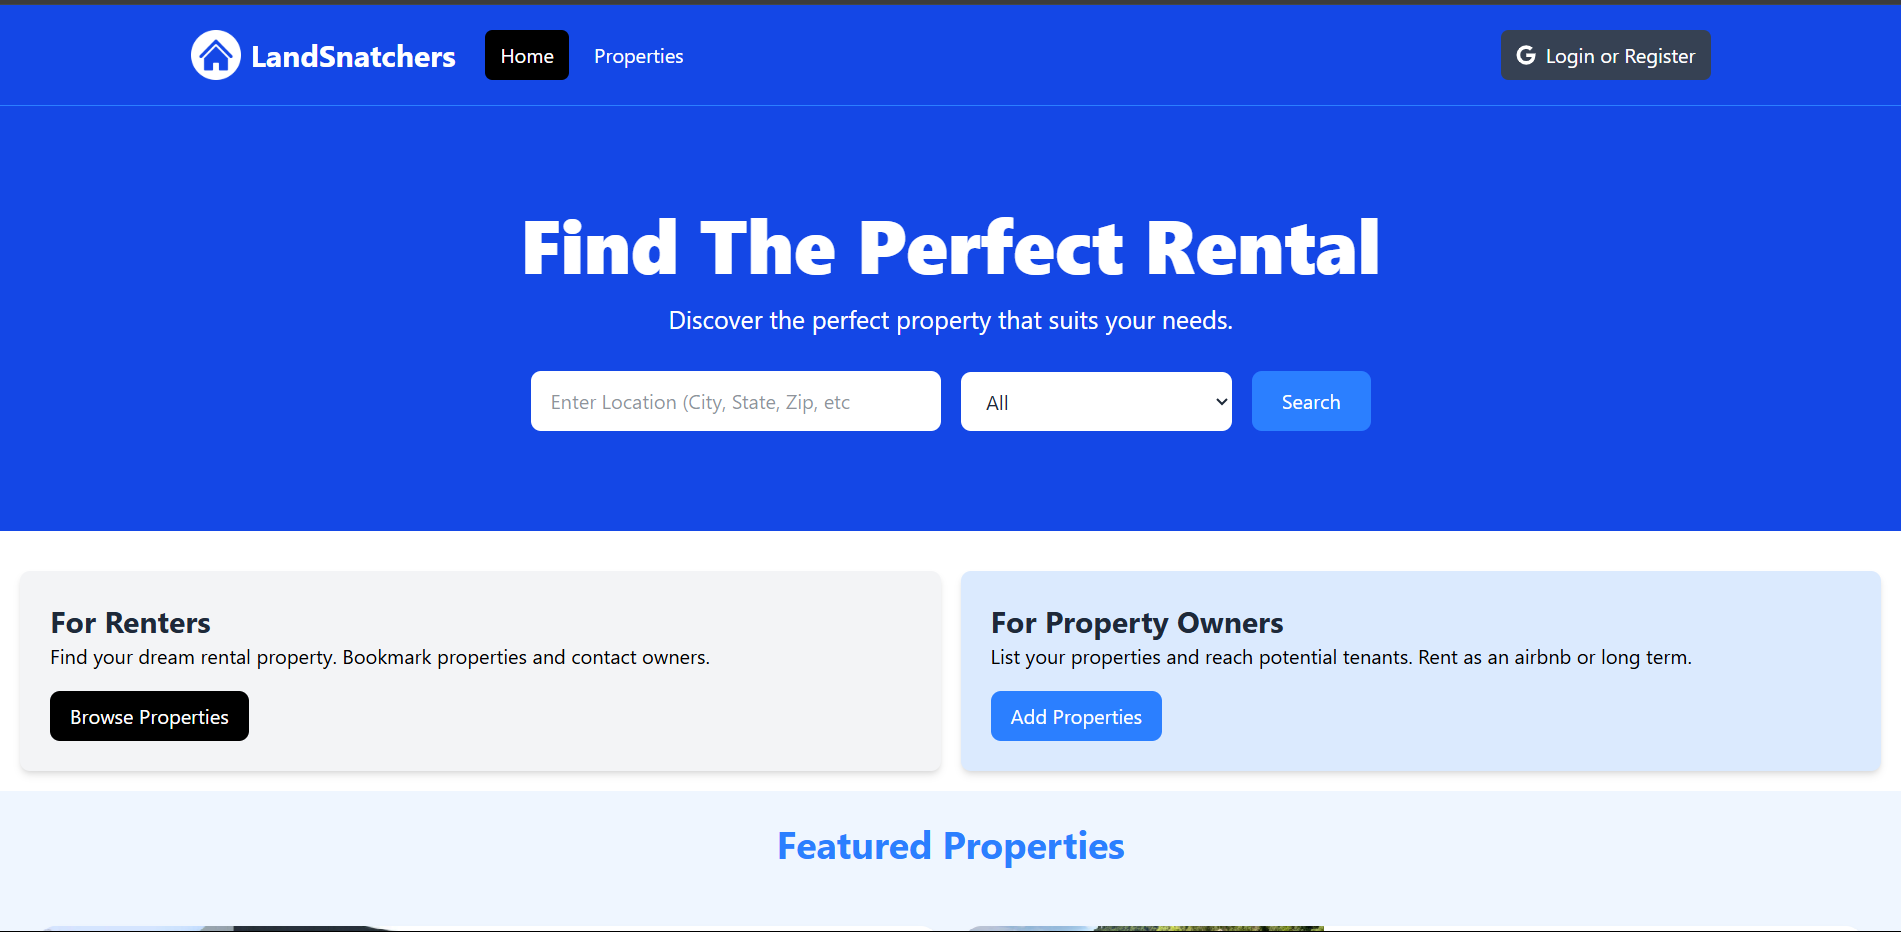 LandSnatchers
Home
Properties
Login or Register
Find The Perfect Rental
Discover the perfect property that suits your needs.
Enter Location (City, State, Zip, etc
All
Search
For Renters
Find your dream rental property. Bookmark properties and contact owners.
Browse Properties
For Property Owners
List your properties and reach potential tenants. Rent as an airbnb or long term.
Add Properties
Featured Properties